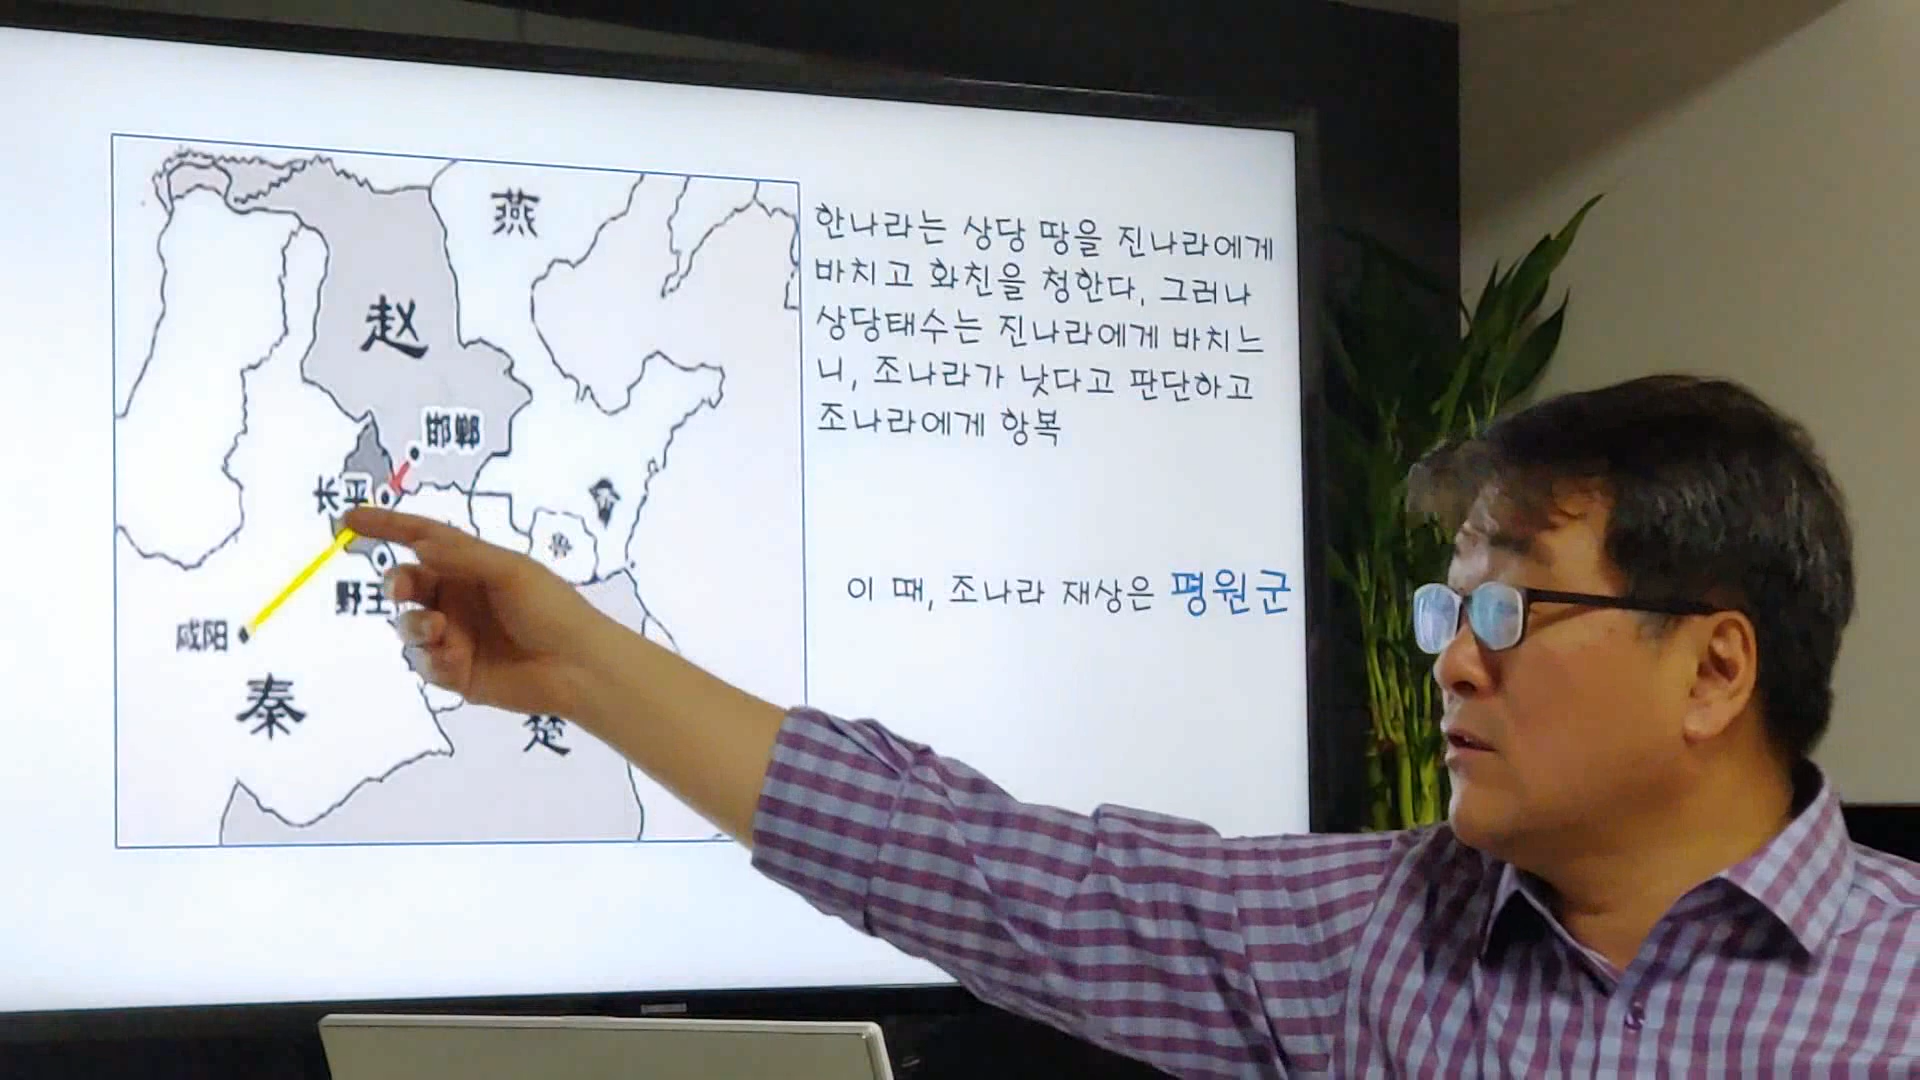 燕
赵
邯郸
长平
野王
咸阳
秦
楚
鲁
한나라는 상당 땅을 진나라에게
바치고 화친을 청한다. 그러나
상당태수는 진나라에게 바치느
니, 조나라가 낫다고 판단하고
조나라에게 항복
이 때, 조나라 재상은 평원군